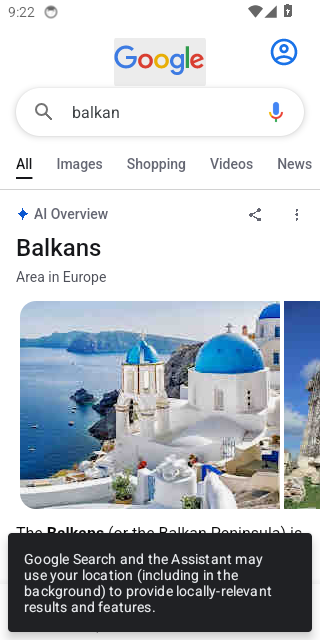 9:22
Google
balkan
All Images Shopping Videos News
AI Overview
Balkans
Area in Europe
The Balkans (or the Balkan Peninsula) is
Google Search and the Assistant may
use your location (including in the
background) to provide locally-relevant
results and features.